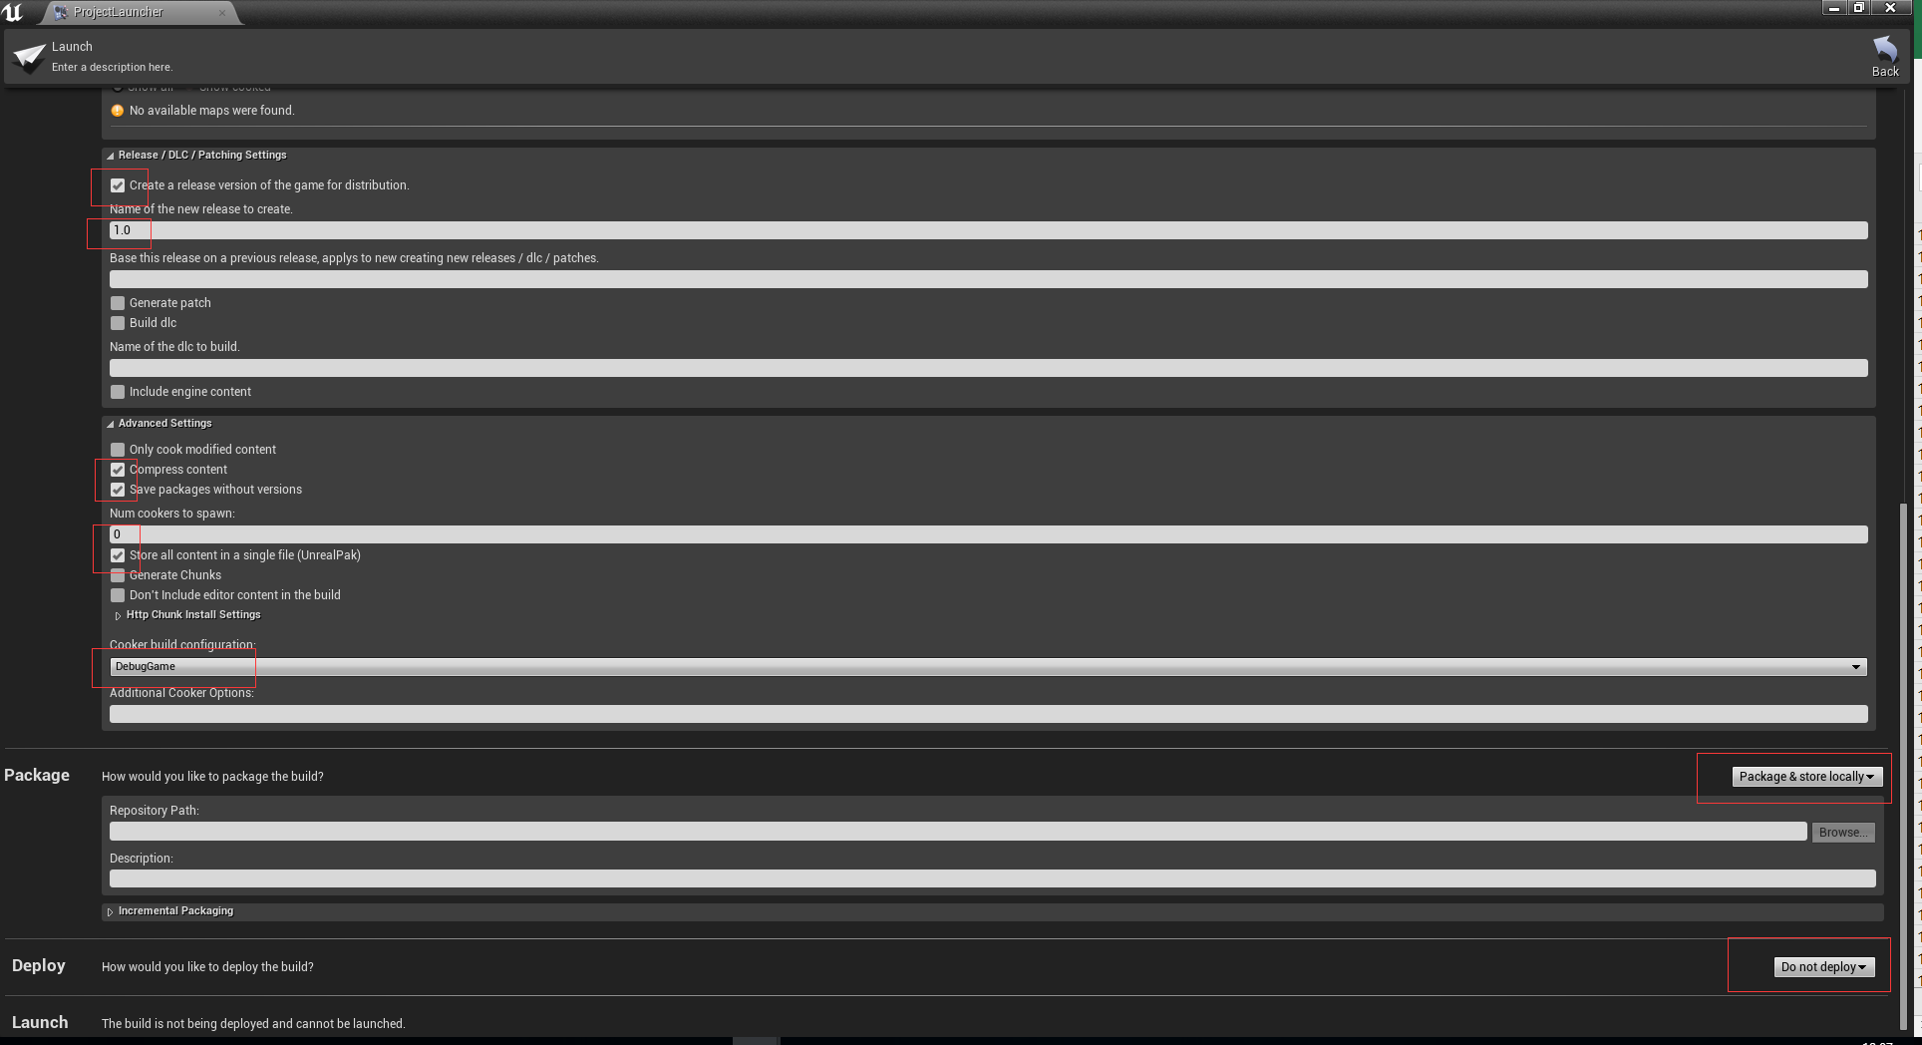 ProjectLauncher
Launch
Enter a description here.
Back
Show all Show cooked
No available maps were found.
Release / DLC / Patching Settings
Create a release version of the game for distribution.
Name of the new release to create.
1.0
Base this release on a previous release, applys to new creating new releases / dlc / patches.
Generate patch
Build dlc
Name of the dlc to build.
Include engine content
Advanced Settings
Only cook modified content
Compress content
Save packages without versions
Num cookers to spawn:
0
Store all content in a single file (UnrealPak)
Generate Chunks
Don't Include editor content in the build
Http Chunk Install Settings
Cooker build configuration:
DebugGame
Additional Cooker Options:
Package How would you like to package the build? Package & store locally
Repository Path:
Browse...
Description:
Incremental Packaging
Deploy How would you like to deploy the build? Do not deploy
Launch The build is not being deployed and cannot be launched.